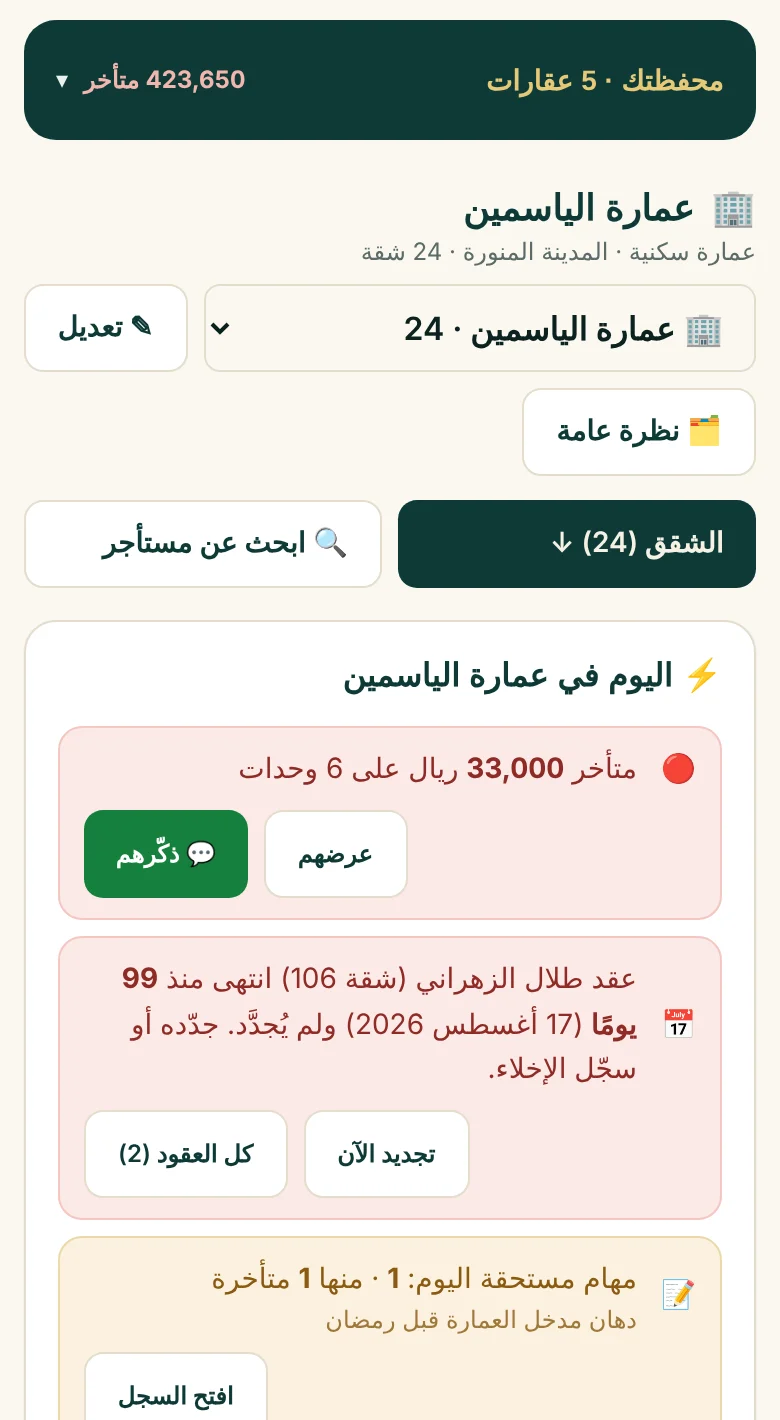 محفظتك · 5 عقارات
423,650 متأخر ▼
🏢 عمارة الياسمين
عمارة سكنية · المدينة المنورة · 24 شقة
🏢 عمارة الياسمين · 24
✎ تعديل
🗂️ نظرة عامة
الشقق (24) ↓
🔍 ابحث عن مستأجر
⚡ اليوم في عمارة الياسمين
🔴 متأخر 33,000 ريال على 6 وحدات
عرضهم
💬 ذكّرهم
عقد طلال الزهراني (شقة 106) انتهى منذ 99
📅 يومًا (17 أغسطس 2026) ولم يُجدَّد. جدّده أو
سجّل الإخلاء.
تجديد الآن
كل العقود (2)
📝 مهام مستحقة اليوم: 1 · منها 1 متأخرة
دهان مدخل العمارة قبل رمضان
افتح السجل